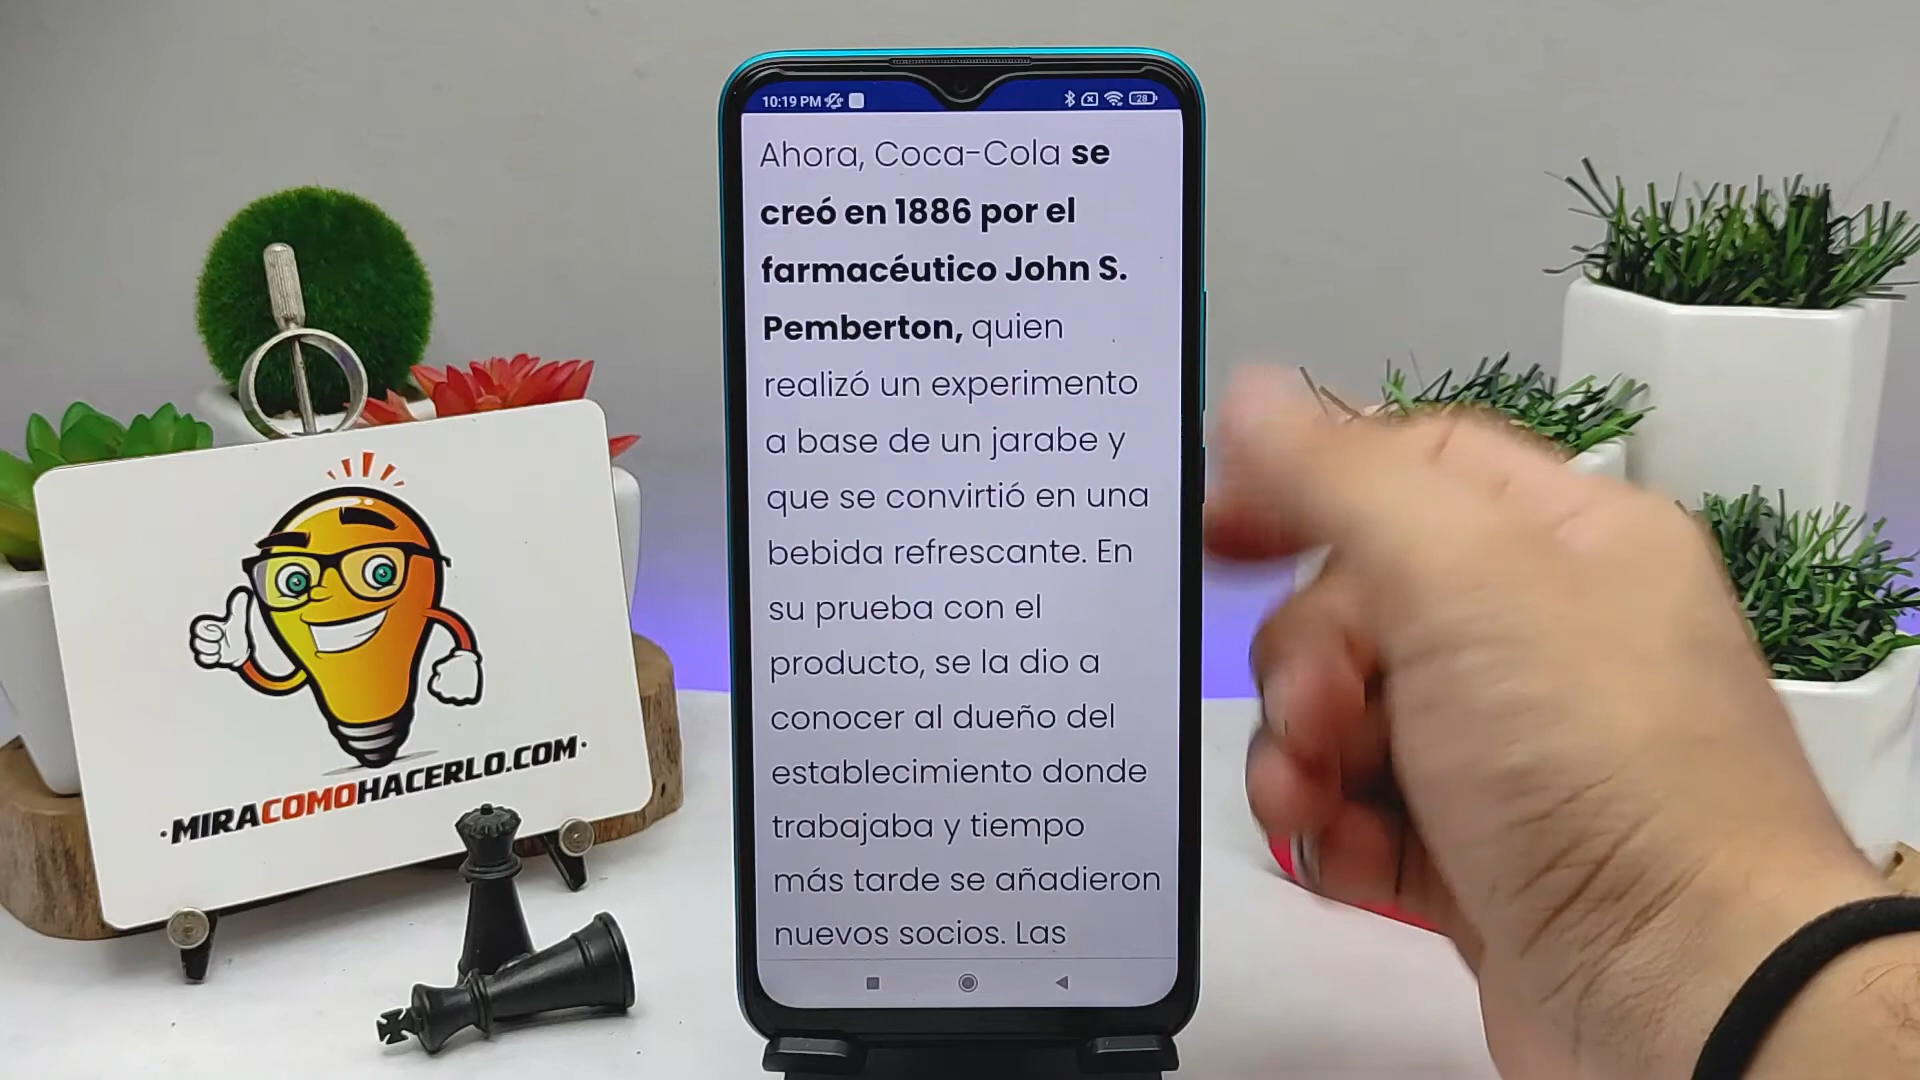 10:19 PM
28
Ahora, Coca-Cola se
creó en 1886 por el
farmacéutico John S.
Pemberton, quien
realizó un experimento
a base de un jarabe y
que se convirtió en una
bebida refrescante. En
su prueba con el
producto, se la dio a
conocer al dueño del
establecimiento donde
trabajaba y tiempo
más tarde se añadieron
nuevos socios. Las
·MIRACOMOHACERLO.COM·